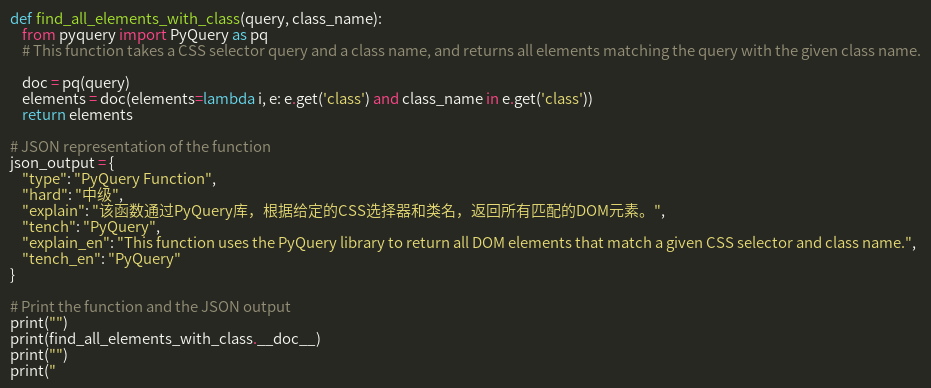 def find_all_elements_with_class(query, class_name):
    from pyquery import PyQuery as pq
    # This function takes a CSS selector query and a class name, and returns all elements matching the query with the given class name.

    doc = pq(query)
    elements = doc(elements=lambda i, e: e.get('class') and class_name in e.get('class'))
    return elements

# JSON representation of the function
json_output = {
    "type": "PyQuery Function",
    "hard": "中级",
    "explain": "该函数通过PyQuery库，根据给定的CSS选择器和类名，返回所有匹配的DOM元素。",
    "tench": "PyQuery",
    "explain_en": "This function uses the PyQuery library to return all DOM elements that match a given CSS selector and class name.",
    "tench_en": "PyQuery"
}

# Print the function and the JSON output
print("")
print(find_all_elements_with_class.__doc__)
print("")
print("